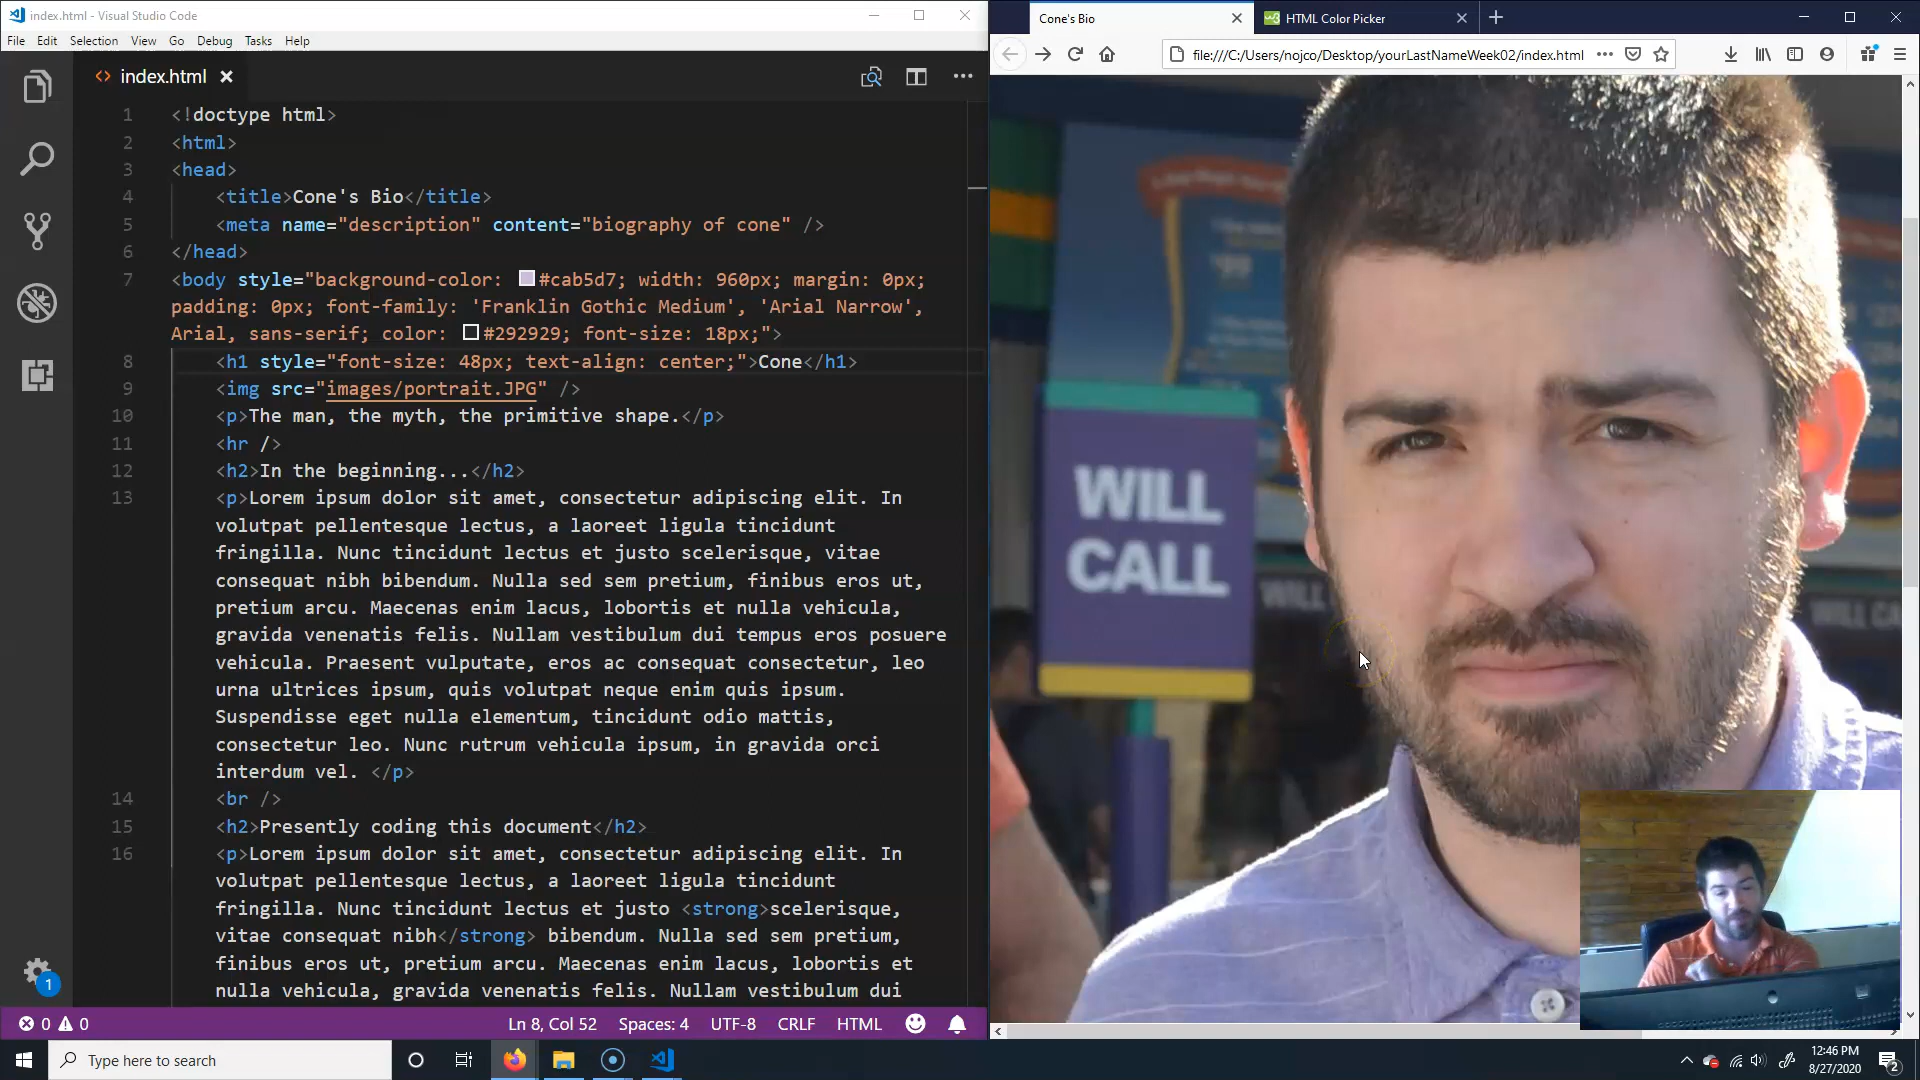 index.html - Visual Studio Code
File Edit Selection View Go Debug Tasks Help
index.html
1 <!doctype html>
2 <html>
3 <head>
4 <title>Cone's Bio</title>
5 <meta name="description" content="biography of cone" />
6 </head>
7 <body style="background-color: #cab5d7; width: 960px; margin: 0px;
padding: 0px; font-family: 'Franklin Gothic Medium', 'Arial Narrow',
Arial, sans-serif; color: #292929; font-size: 18px;">
8 <h1 style="font-size: 48px; text-align: center;">Cone</h1>
9 <img src="images/portrait.JPG" />
10 <p>The man, the myth, the primitive shape.</p>
11 <hr />
12 <h2>In the beginning...</h2>
13 <p>Lorem ipsum dolor sit amet, consectetur adipiscing elit. In
volutpat pellentesque lectus, a laoreet ligula tincidunt
fringilla. Nunc tincidunt lectus et justo scelerisque, vitae
consequat nibh bibendum. Nulla sed sem pretium, finibus eros ut,
pretium arcu. Maecenas enim lacus, lobortis et nulla vehicula,
gravida venenatis felis. Nullam vestibulum dui tempus eros posuere
vehicula. Praesent vulputate, eros ac consequat consectetur, leo
urna ultrices ipsum, quis volutpat neque enim quis ipsum.
Suspendisse eget nulla elementum, tincidunt odio mattis,
consectetur leo. Nunc rutrum vehicula ipsum, in gravida orci
interdum vel. </p>
14 <br />
15 <h2>Presently coding this document</h2>
16 <p>Lorem ipsum dolor sit amet, consectetur adipiscing elit. In
volutpat pellentesque lectus, a laoreet ligula tincidunt
fringilla. Nunc tincidunt lectus et justo <strong>scelerisque,
vitae consequat nibh</strong> bibendum. Nulla sed sem pretium,
finibus eros ut, pretium arcu. Maecenas enim lacus, lobortis et
nulla vehicula, gravida venenatis felis. Nullam vestibulum dui
1
0 0 Ln 8, Col 52 Spaces: 4 UTF-8 CRLF HTML
Cone's Bio
HTML Color Picker
file:///C:/Users/nojco/Desktop/yourLastNameWeek02/index.html
WILL
CALL
Type here to search
12:46 PM
8/27/2020
2